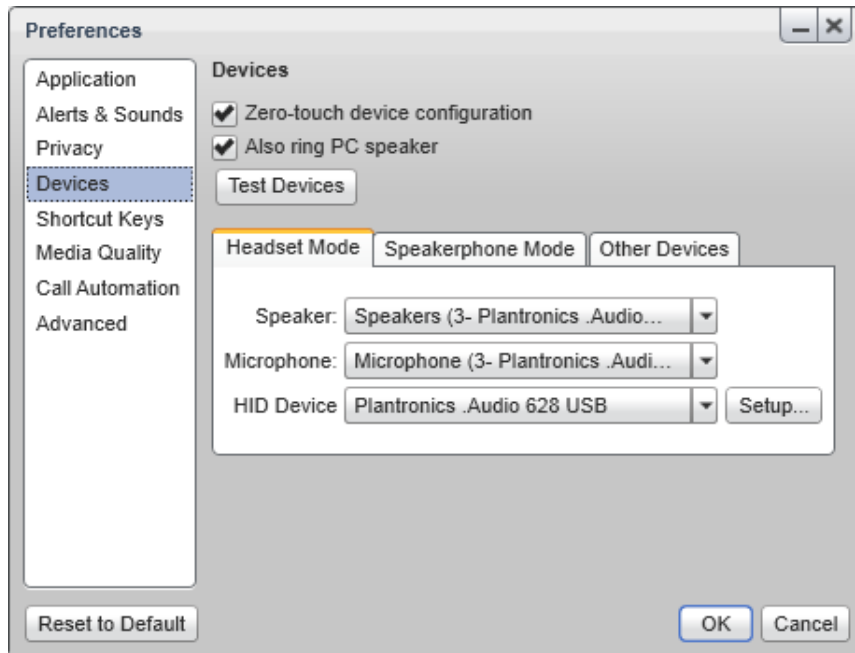 Preferences
Application
Alerts & Sounds
Privacy
Devices
Shortcut Keys
Media Quality
Call Automation
Advanced
Devices
Zero-touch device configuration
Also ring PC speaker
Test Devices
Headset Mode
Speakerphone Mode
Other Devices
Speaker: Speakers (3- Plantronics .Audio...
Microphone: Microphone (3- Plantronics .Audi...
HID Device Plantronics .Audio 628 USB Setup...
Reset to Default
OK
Cancel